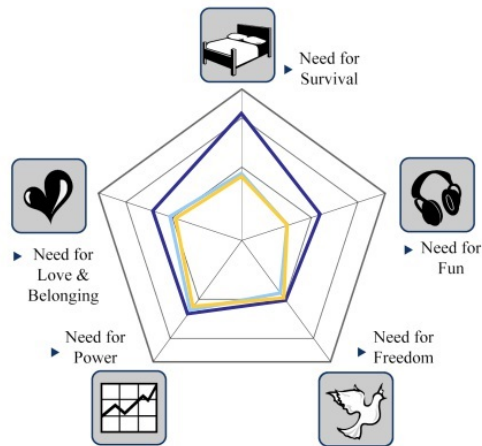 Need for
Survival
Need for
Love &
Belonging
Need for
Fun
Need for
Power
Need for
Freedom